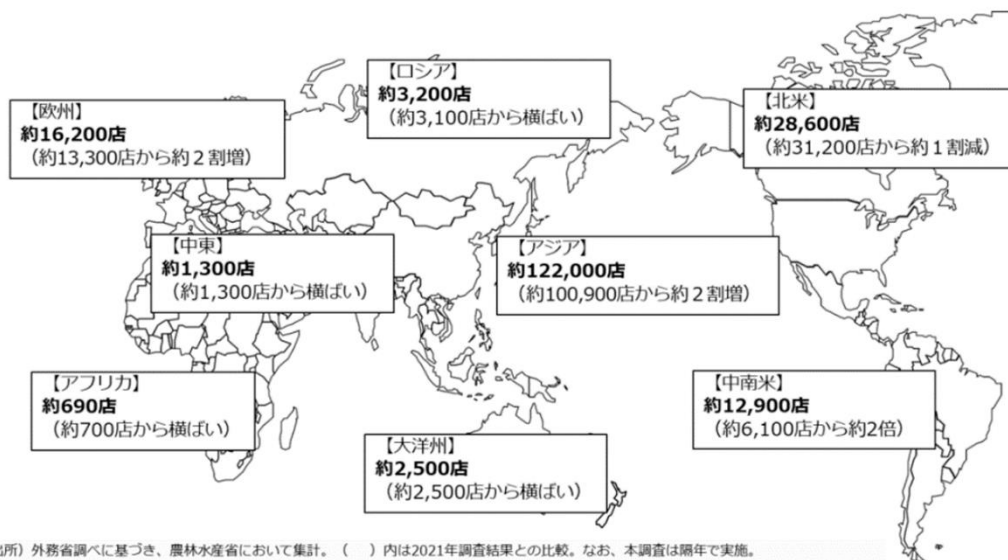 【ロシア】
約3,200店
（約3,100店から横ばい）
【欧州】
約16,200店
（約13,300店から約２割増）
【北米】
約28,600店
（約31,200店から約１割減）
【中東】
約1,300店
（約1,300店から横ばい）
【アジア】
約122,000店
（約100,900店から約２割増）
【アフリカ】
約690店
（約700店から横ばい）
【中南米】
約12,900店
（約6,100店から約2倍）
【大洋州】
約2,500店
（約2,500店から横ばい）
出所）外務省調べに基づき、農林水産省において集計。（　　）内は2021年調査結果との比較。なお、本調査は隔年で実施。